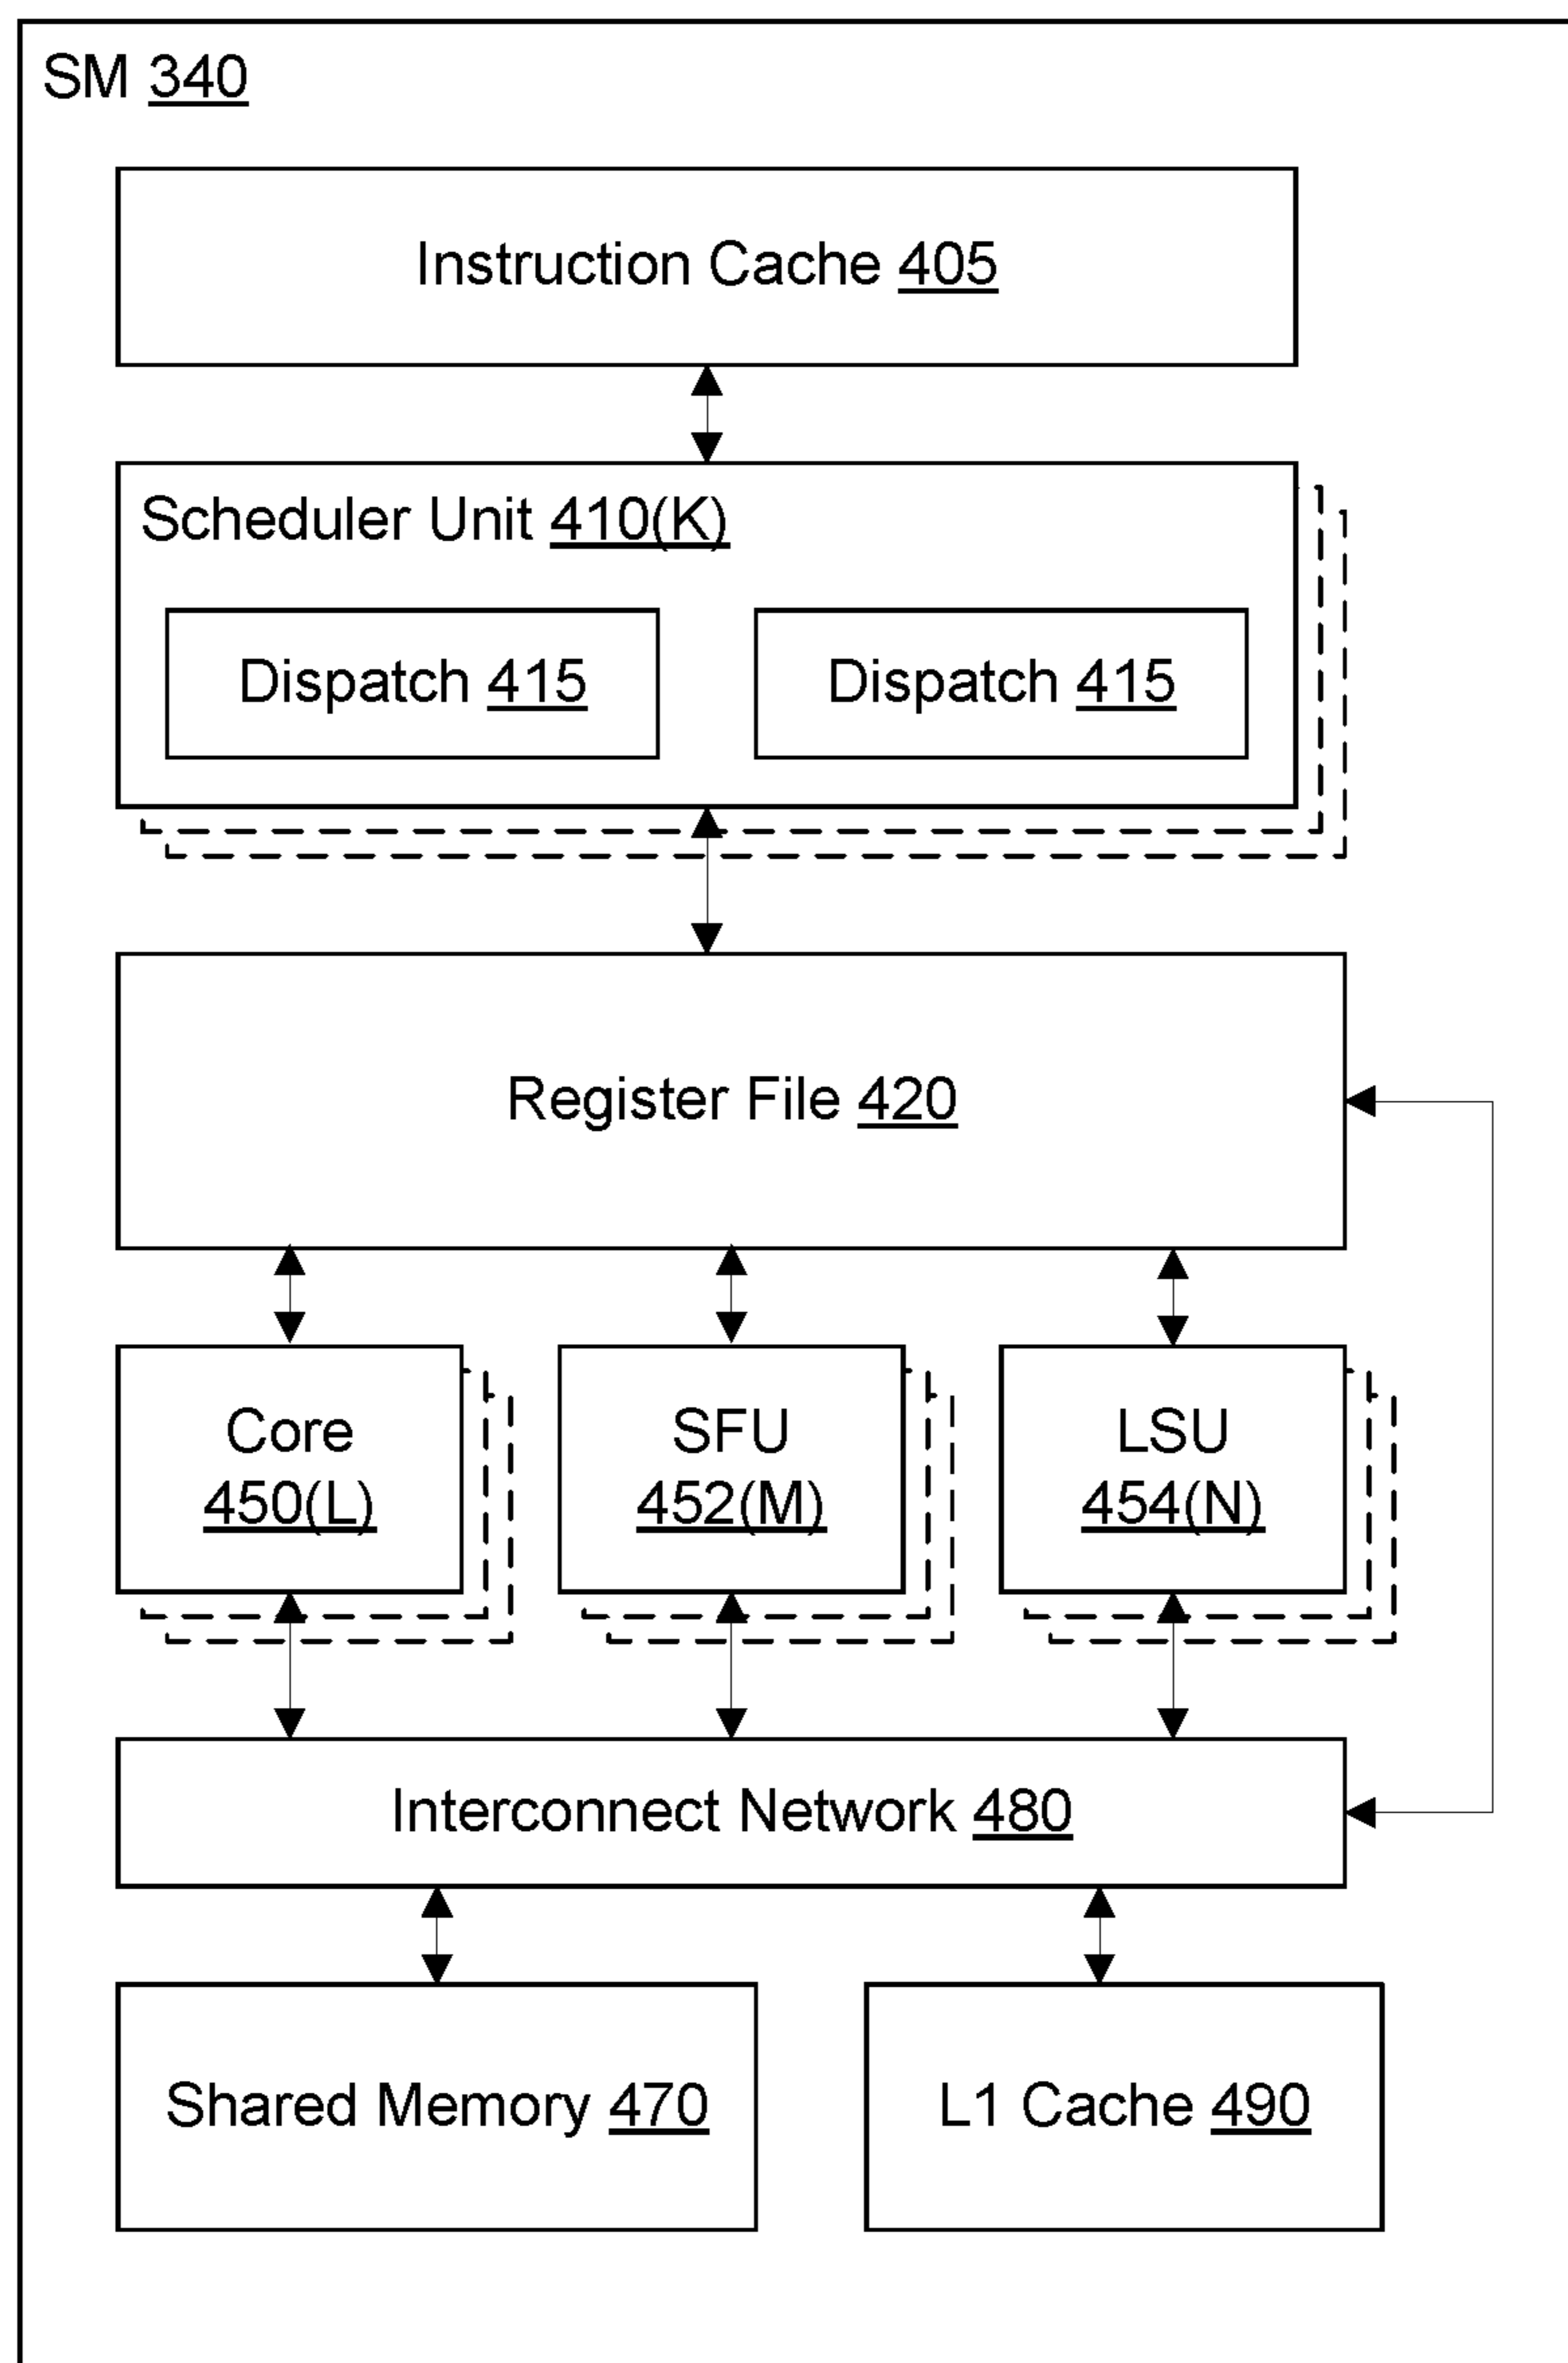 SM 340
Instruction Cache 405
Scheduler Unit 410(K)
Dispatch 415
Dispatch 415
Register File 420
Core
450(L)
SFU
452(M)
LSU
454(N)
Interconnect Network 480
Shared Memory 470
L1 Cache 490